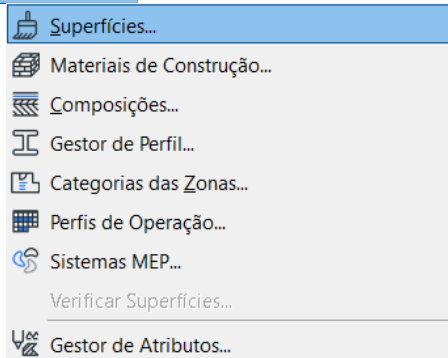 Superfícies...
Materiais de Construção...
Composições...
Gestor de Perfil...
Categorias das Zonas...
Perfis de Operação...
Sistemas MEP...
Verificar Superfícies...
Gestor de Atributos...